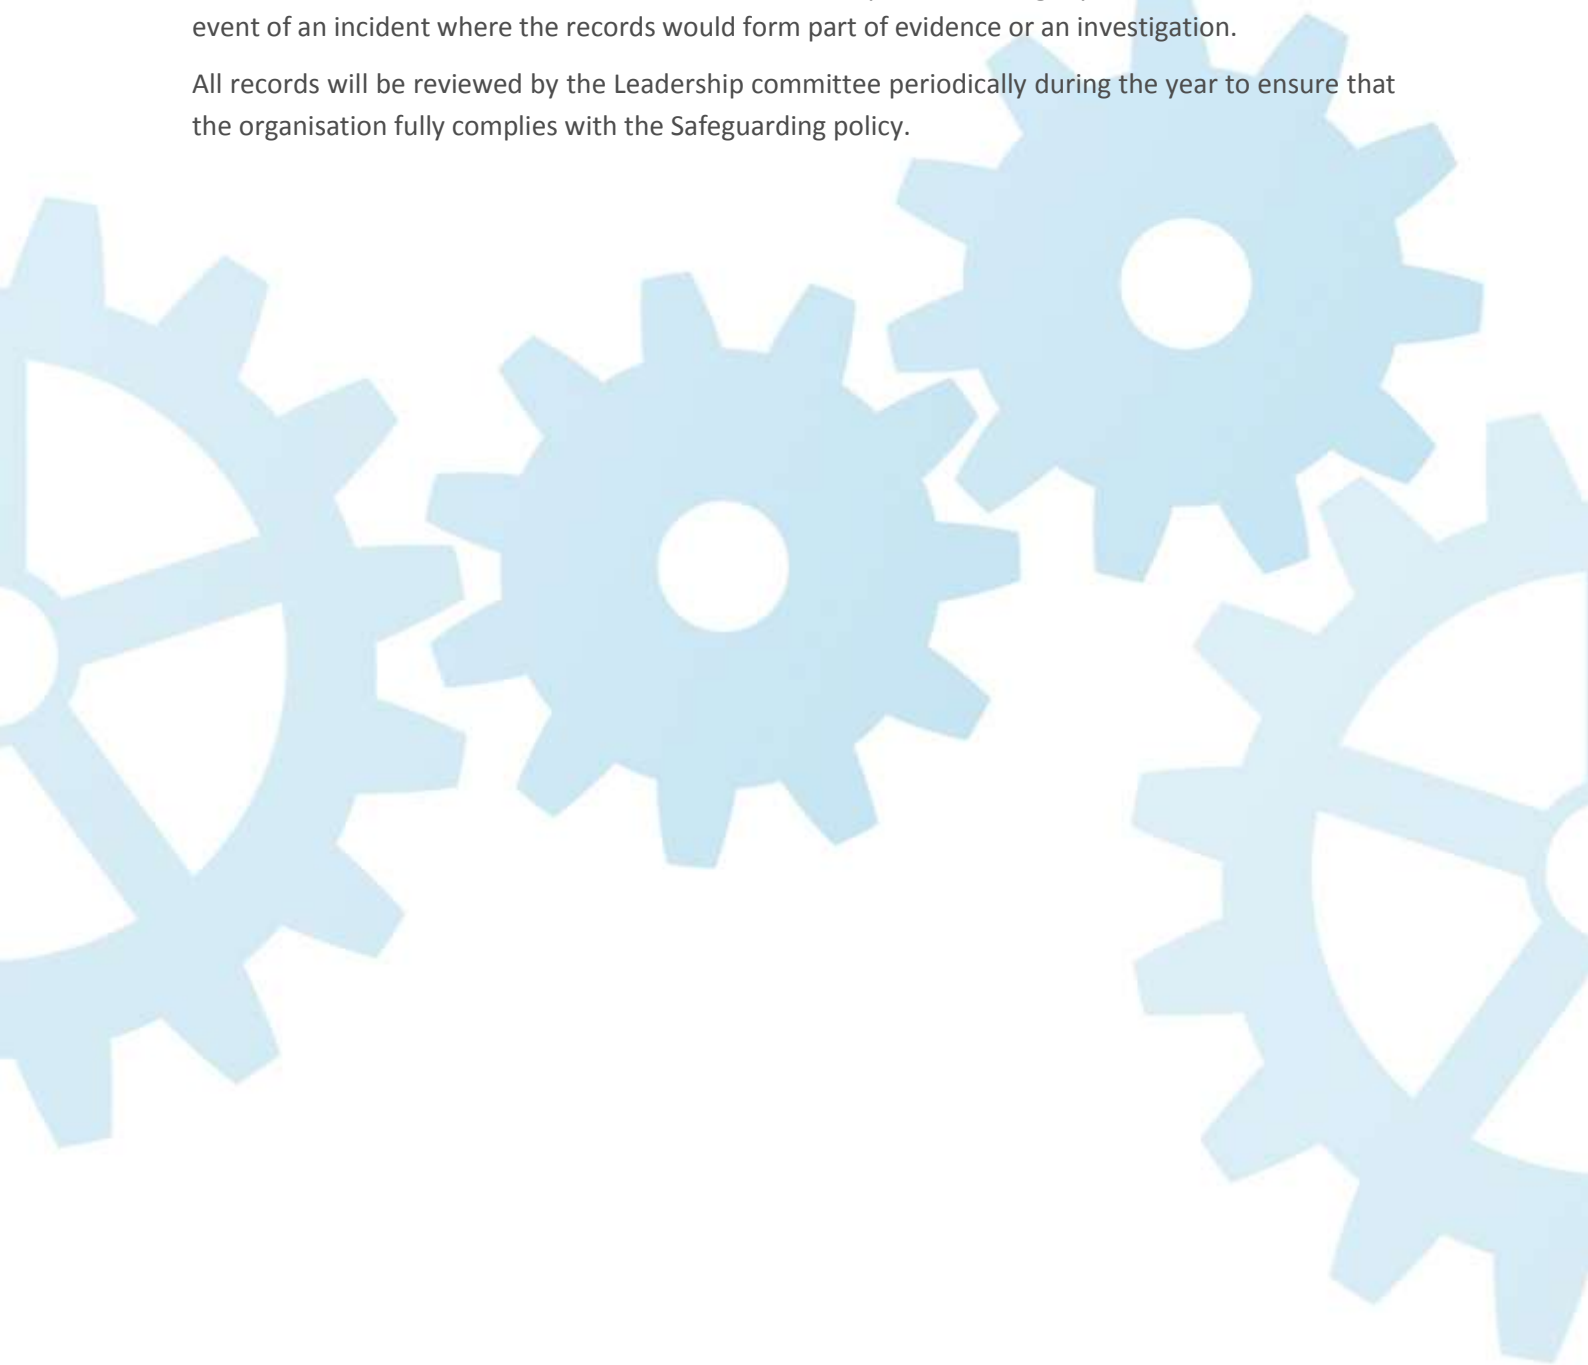 event of an incident where the records would form part of evidence or an investigation.
All records will be reviewed by the Leadership committee periodically during the year to ensure that
the organisation fully complies with the Safeguarding policy.